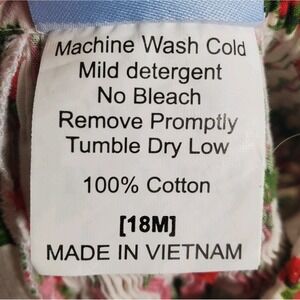 Machine Wash Cold
Mild detergent
No Bleach
Remove Promptly
Tumble Dry Low
100% Cotton
[18M]
MADE IN VIETNAM